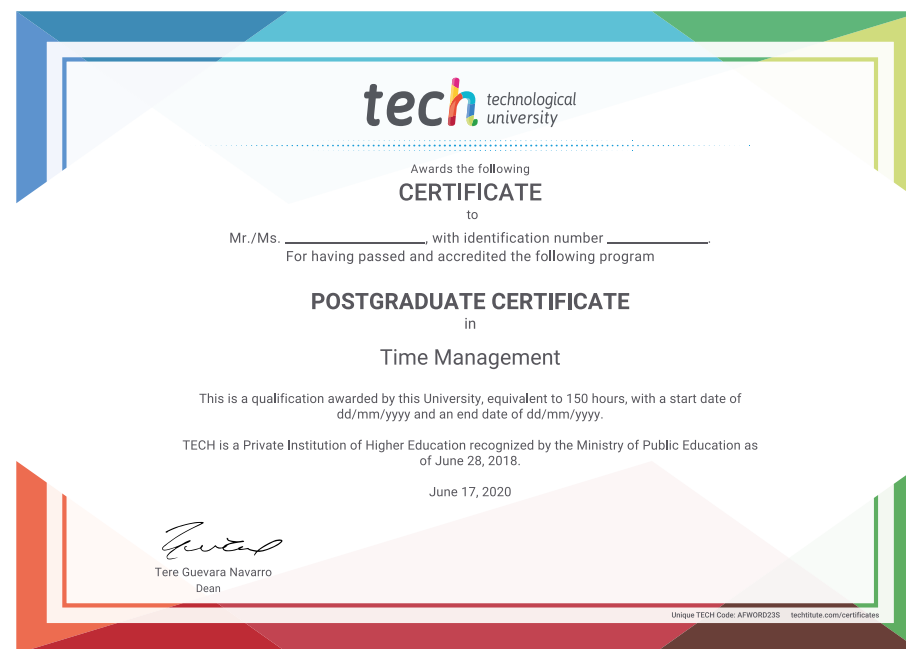 tech technological
university
Awards the following
CERTIFICATE
to
Mr./Ms. ____________________, with identification number ______________.
For having passed and accredited the following program
POSTGRADUATE CERTIFICATE
in
Time Management
This is a qualification awarded by this University, equivalent to 150 hours, with a start date of
dd/mm/yyyy and an end date of dd/mm/yyyy.
TECH is a Private Institution of Higher Education recognized by the Ministry of Public Education as
of June 28, 2018.
June 17, 2020
Tere Guevara Navarro
Dean
Unique TECH Code: AFWORD23S techtitute.com/certificates